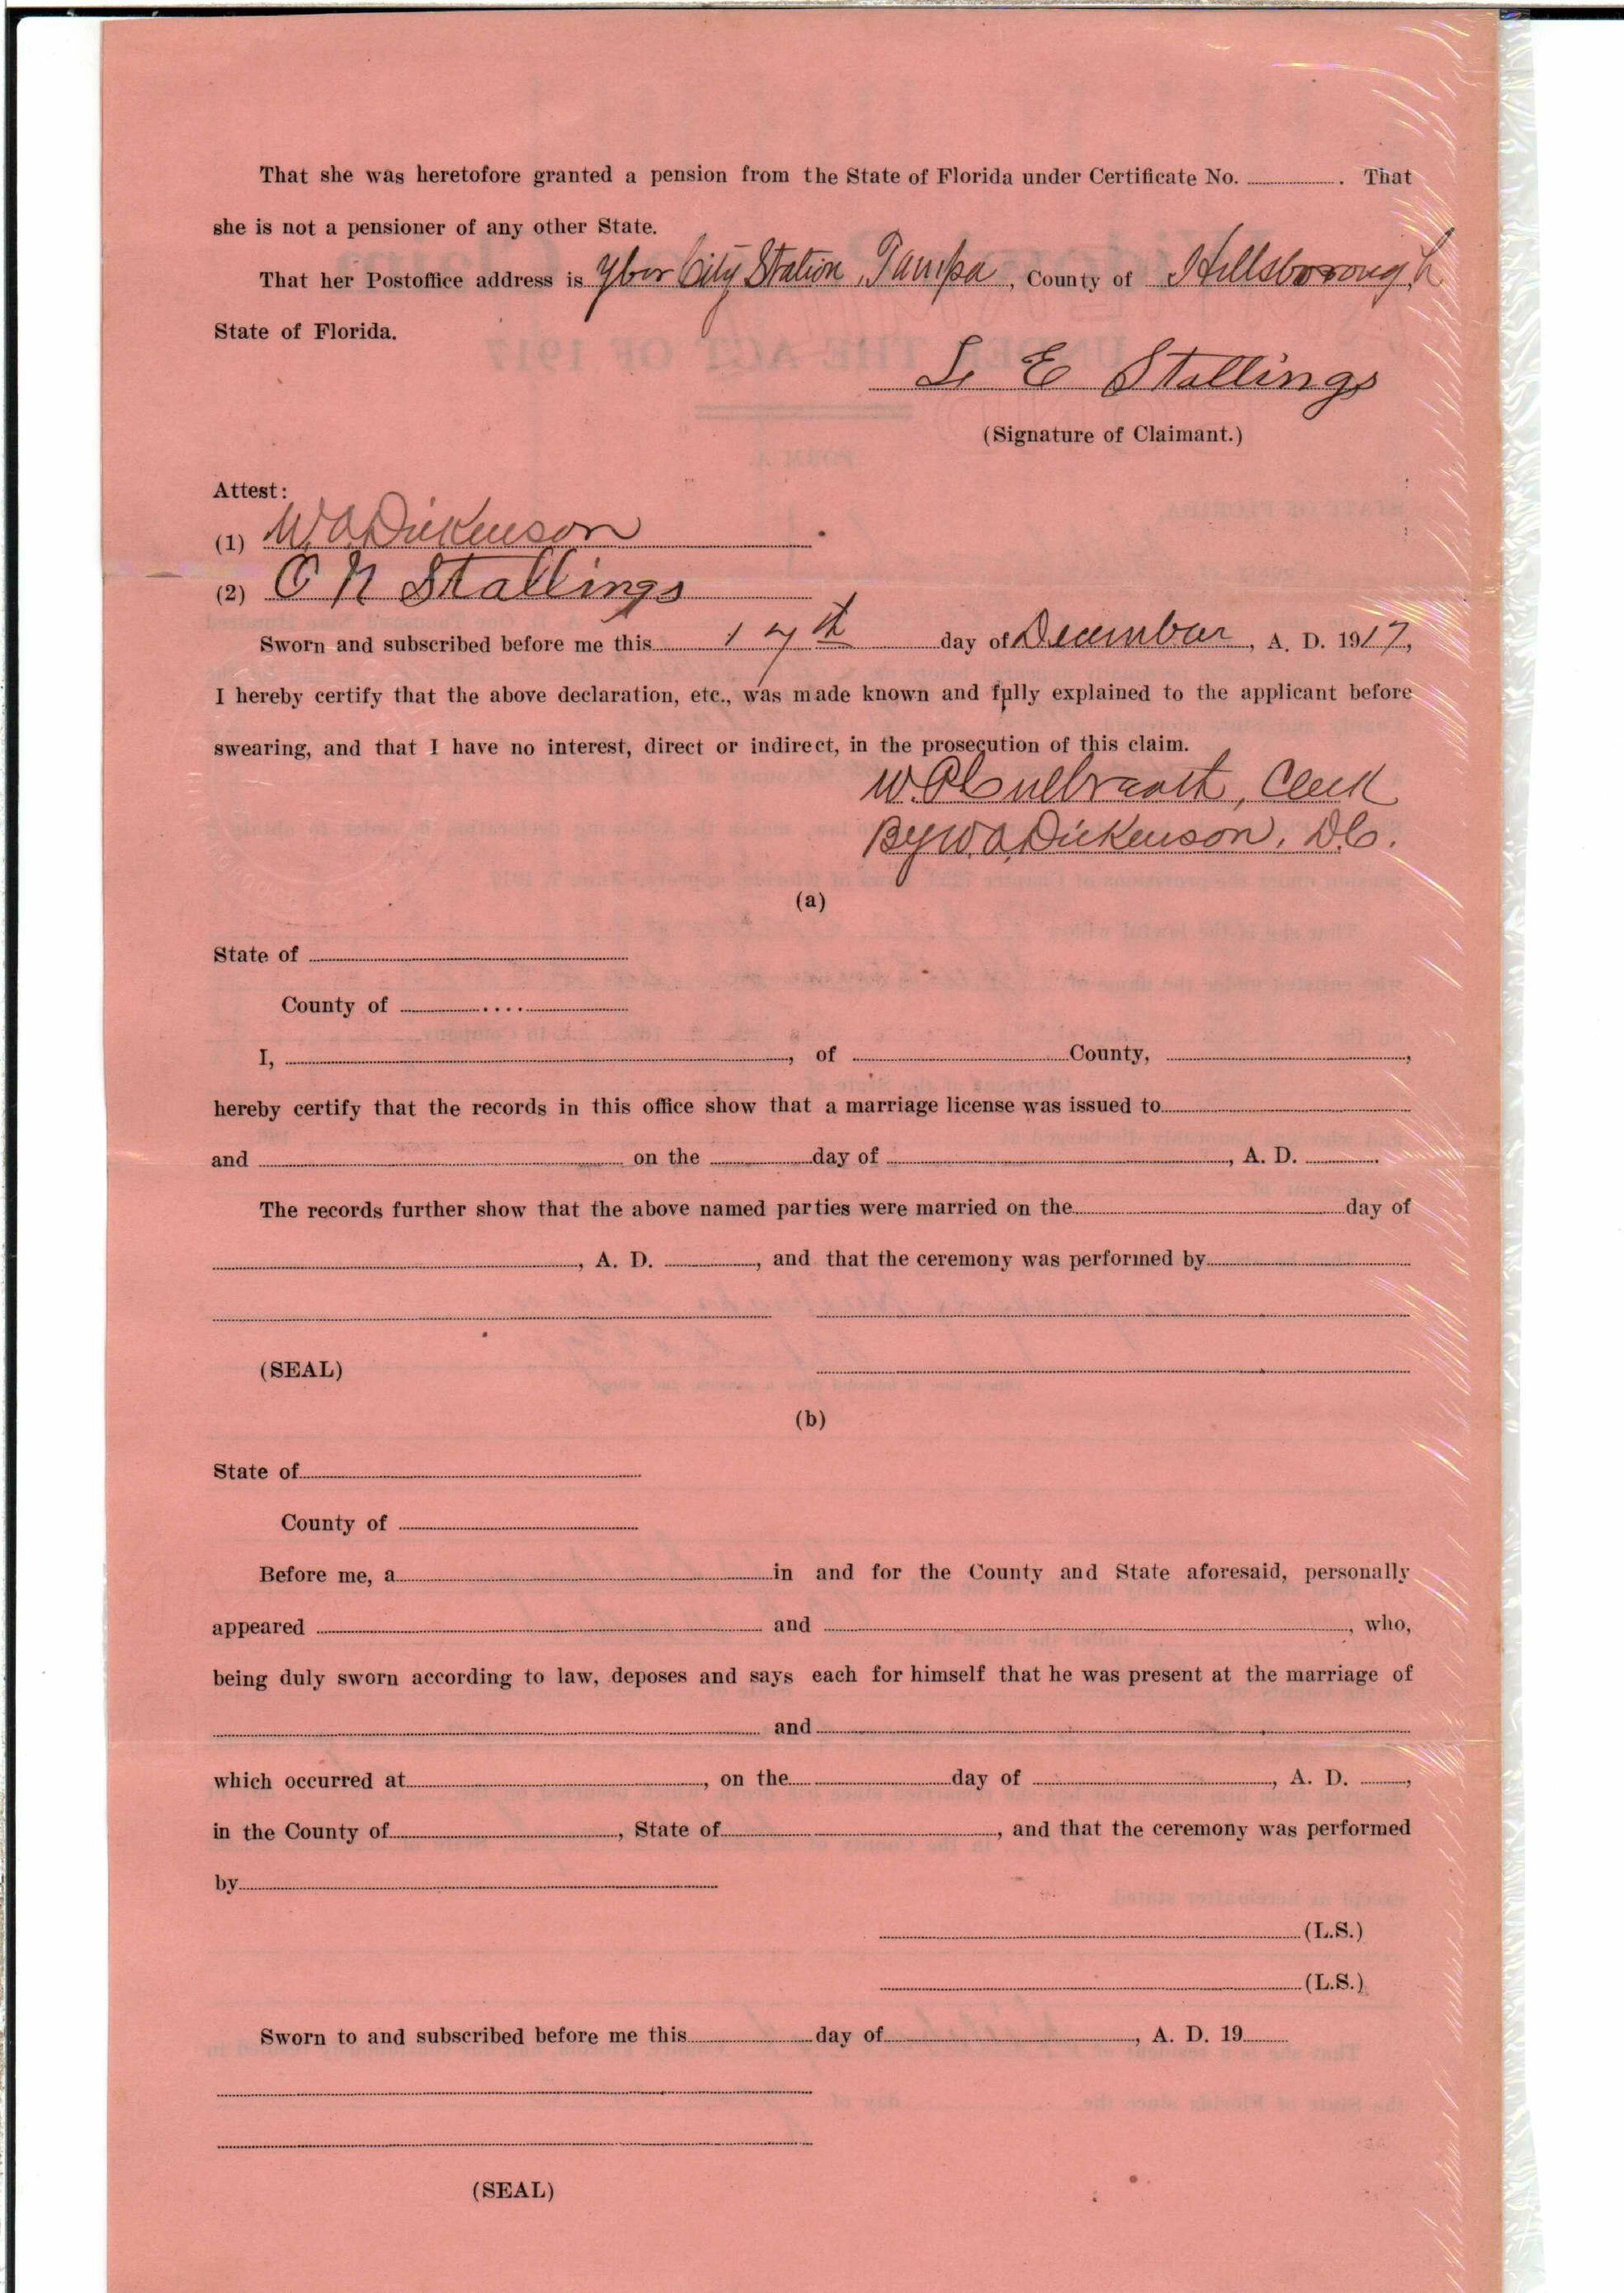 That she was heretofore granted a pension from the State of Florida under Certificate No. ............. That
she is not a pensioner of any other State.
That her Postoffice address is Ybor City Station, Tampa, County of Hillsborough
State of Florida.
L E Stallings
(Signature of Claimant.)
Attest:
(1) W A Dickenson
(2) O N Stallings
Sworn and subscribed before me this 17th day of December, A. D. 1917,
I hereby certify that the above declaration, etc., was made known and fully explained to the applicant before
swearing, and that I have no interest, direct or indirect, in the prosecution of this claim.
W. P. Culbreath, Clerk
By W. A. Dickenson, D.C.
(a)
State of
County of
I, , of County, ,
hereby certify that the records in this office show that a marriage license was issued to
and on the day of , A. D. .
The records further show that the above named parties were married on the day of
, A. D. , and that the ceremony was performed by
(SEAL)
(b)
State of
County of
Before me, a in and for the County and State aforesaid, personally
appeared and , who,
being duly sworn according to law, deposes and says each for himself that he was present at the marriage of
and
which occurred at , on the day of , A. D. ,
in the County of , State of , and that the ceremony was performed
by
(L.S.)
(L.S.)
Sworn to and subscribed before me this day of , A. D. 19
(SEAL)